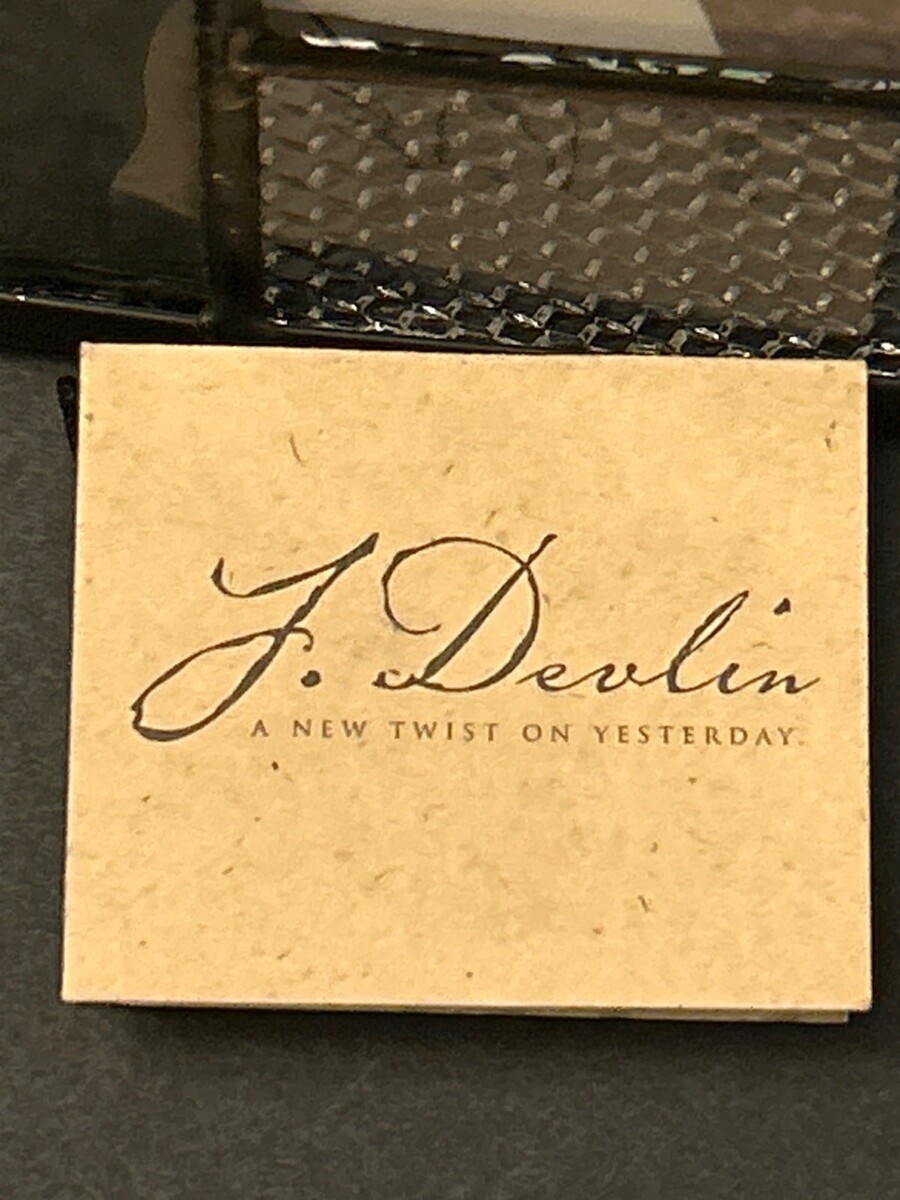 J. Devlin
A NEW TWIST ON YESTERDAY.